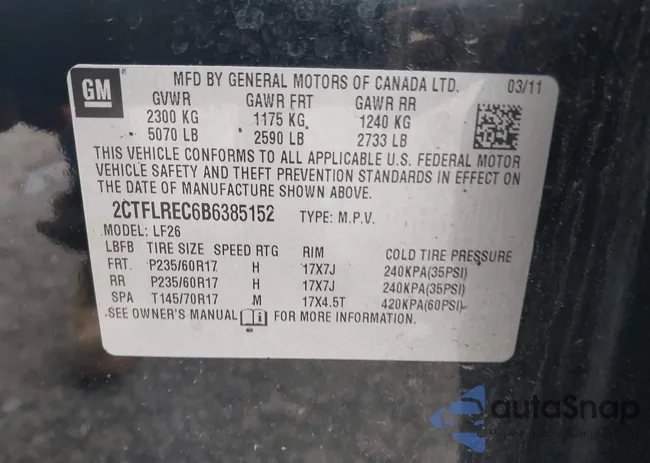 GM
MFD BY GENERAL MOTORS OF CANADA LTD. 03/11
GVWR GAWR FRT GAWR RR
2300 KG 1175 KG 1240 KG
5070 LB 2590 LB 2733 LB
THIS VEHICLE CONFORMS TO ALL APPLICABLE U.S. FEDERAL MOTOR
VEHICLE SAFETY AND THEFT PREVENTION STANDARDS IN EFFECT ON
THE DATE OF MANUFACTURE SHOWN ABOVE.
2CTFLREC6B6385152 TYPE: M.P.V.
MODEL: LF26
LBFB TIRE SIZE SPEED RTG RIM COLD TIRE PRESSURE
FRT. P235/60R17 H 17X7J 240KPA(35PSI)
RR P235/60R17 H 17X7J 240KPA(35PSI)
SPA T145/70R17 M 17X4.5T 420KPA(60PSI)
SEE OWNER'S MANUAL FOR MORE INFORMATION.
autoSnap